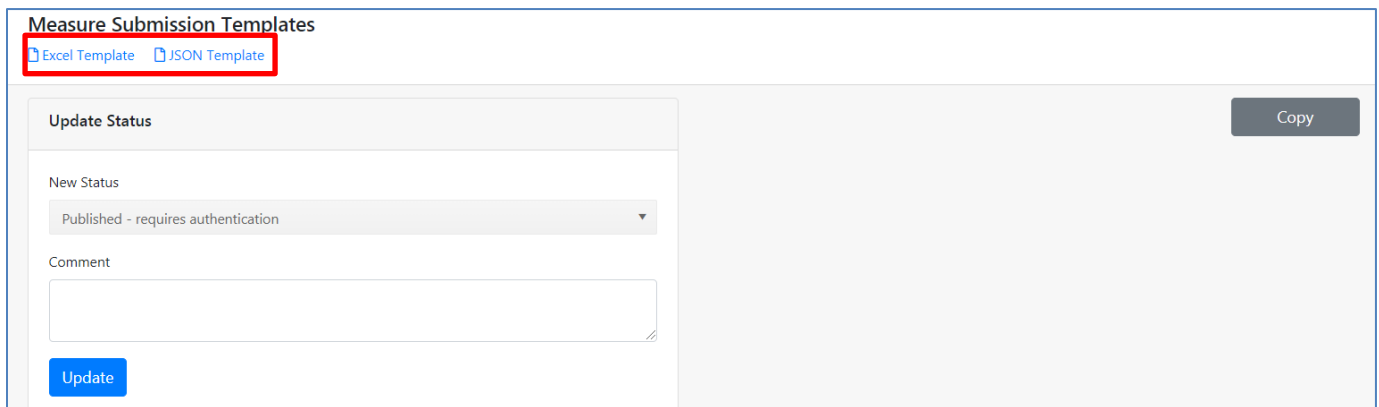 Measure Submission Templates
Excel Template JSON Template
Update Status
Copy
New Status
Published - requires authentication
Comment
Update